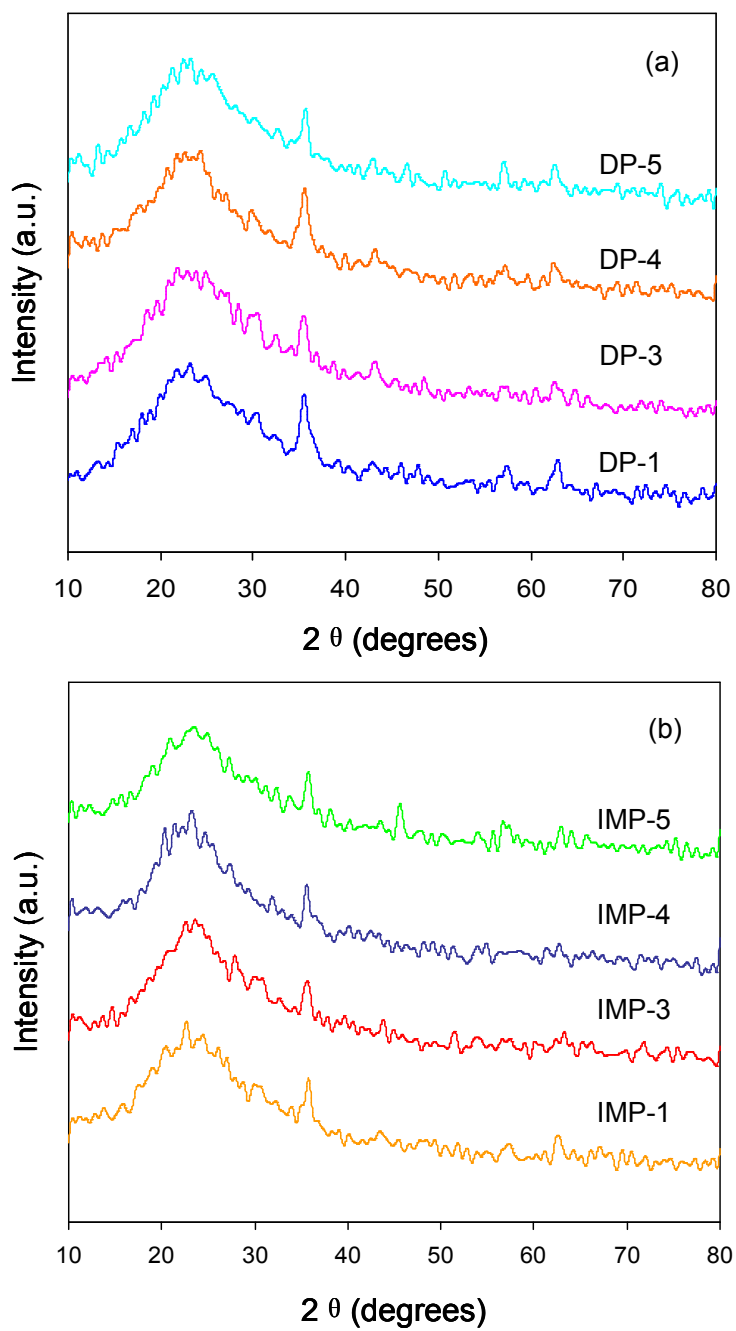 (a)
DP-5
DP-4
DP-3
DP-1
Intensity (a.u.)
10 20 30 40 50 60 70 80
2 θ (degrees)
(b)
IMP-5
IMP-4
IMP-3
IMP-1
Intensity (a.u.)
10 20 30 40 50 60 70 80
2 θ (degrees)